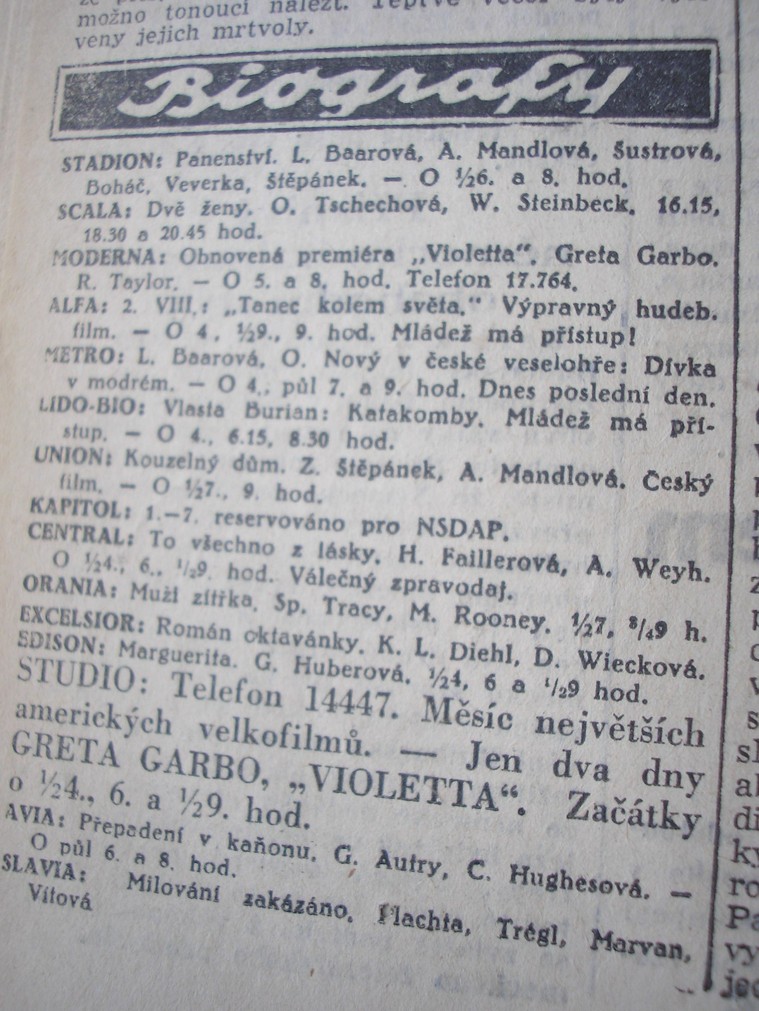 možno tonoucí nalézt.
veny jejich mrtvoly.
Biografy
STADION: Panenství. L. Baarová, A. Mandlová, Šustrová,
Boháč, Veverka, Štěpánek. — O ½6. a 8. hod.
SCALA: Dvě ženy. O. Tschechová, W. Steinbeck. 16.15,
18.30 a 20.45 hod.
MODERNA: Obnovená premiéra „Violetta“. Greta Garbo.
R. Taylor. — O 5. a 8. hod. Telefon 17.764.
ALFA: 2. VIII.: „Tanec kolem světa.“ Výpravný hudeb.
film. — O 4, ½9., 9. hod. Mládež má přístup!
METRO: L. Baarová, O. Nový v české veselohře: Dívka
v modrém. — O 4., půl 7. a 9. hod. Dnes poslední den.
LIDO-BIO: Vlasta Burian: Katakomby. Mládež má pří-
stup. — O 4., 6.15, 8.30 hod.
UNION: Kouzelný dům. Z. Štěpánek, A. Mandlová. Český
film. — O ½7., 9. hod.
KAPITOL: 1.—7. reservováno pro NSDAP.
CENTRAL: To všechno z lásky. H. Faillerová, A. Weyh.
O ½4., 6., ½9. hod. Válečný zpravodaj.
ORANIA: Muži zítřka. Sp. Tracy, M. Rooney. ½7, ¾9 h.
EXCELSIOR: Román oktavánky. K. L. Diehl, D. Wiecková.
EDISON: Marguerita. G. Huberová. ½4, 6 a ½9 hod.
STUDIO: Telefon 14447. Měsíc největších
amerických velkofilmů. — Jen dva dny
GRETA GARBO, „VIOLETTA“. Začátky
o ½4., 6. a ½9. hod.
AVIA: Přepadení v kaňonu. G. Autry, C. Hughesová. —
O půl 6. a 8. hod.
SLAVIA: Milování zakázáno. Plachta, Trégl, Marvan,
Vítová